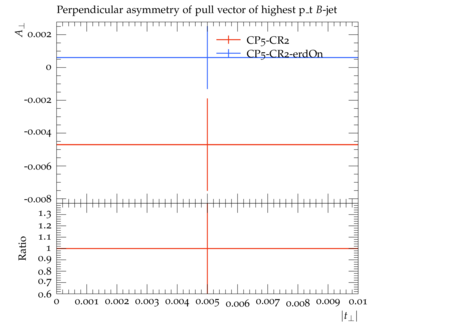 Perpendicular asymmetry of pull vector of highest p_t B-jet
A⊥
0.002
0
-0.002
-0.004
-0.006
-0.008
CP5-CR2
CP5-CR2-erdOn
Ratio
1.3
1.2
1.1
1
0.9
0.8
0.7
0.6
0 0.001 0.002 0.003 0.004 0.005 0.006 0.007 0.008 0.009 0.01
|t⊥|